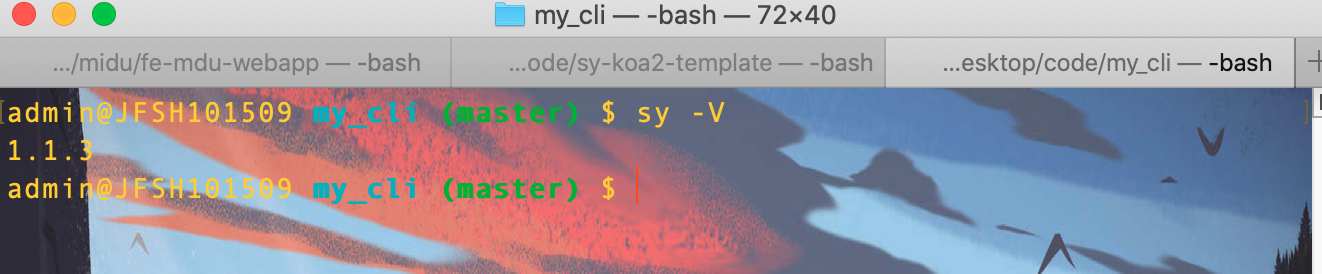 my_cli — -bash — 72×40
.../midu/fe-mdu-webapp — -bash
...ode/sy-koa2-template — -bash
...esktop/code/my_cli — -bash
admin@JFSH101509 my_cli (master) $ sy -V
1.1.3
admin@JFSH101509 my_cli (master) $